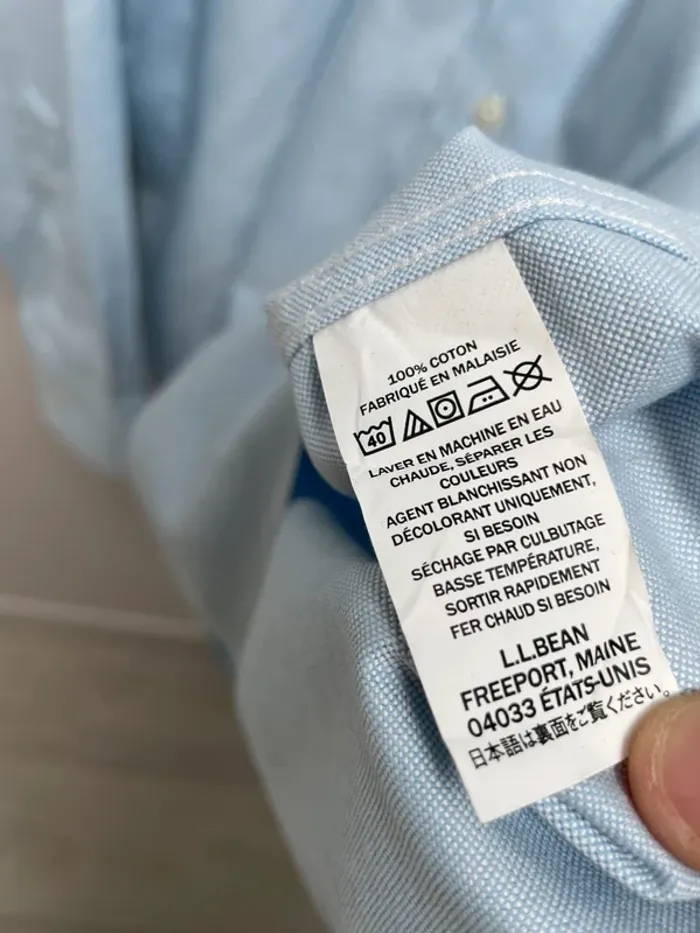 100% COTON
FABRIQUÉ EN MALAISIE
40
LAVER EN MACHINE EN EAU
CHAUDE, SÉPARER LES
COULEURS
AGENT BLANCHISSANT NON
DÉCOLORANT UNIQUEMENT,
SI BESOIN
SÉCHAGE PAR CULBUTAGE
BASSE TEMPÉRATURE,
SORTIR RAPIDEMENT
FER CHAUD SI BESOIN
L.L.BEAN
FREEPORT, MAINE
04033 ÉTATS-UNIS
日本語は裏面をご覧ください。